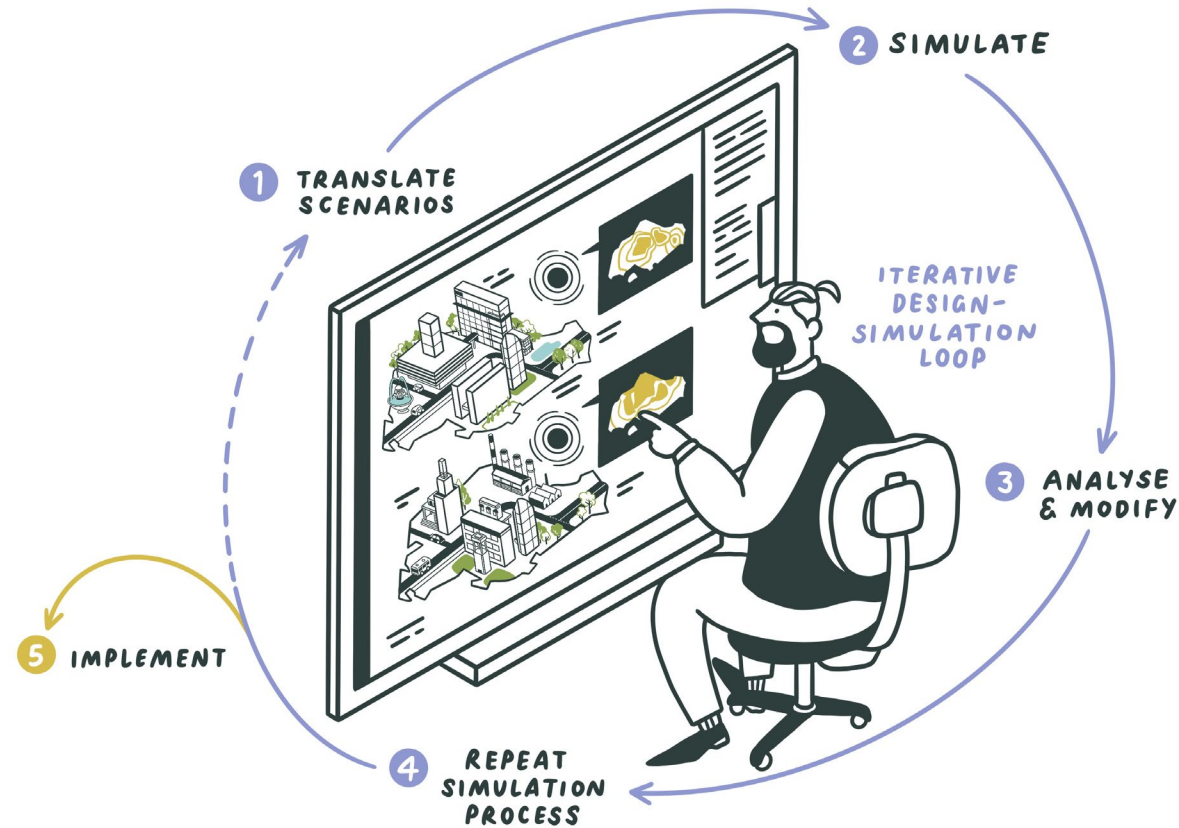 1 TRANSLATE
SCENARIOS
2 SIMULATE
ITERATIVE
DESIGN-
SIMULATION
LOOP
3 ANALYSE
& MODIFY
4 REPEAT
SIMULATION
PROCESS
5 IMPLEMENT